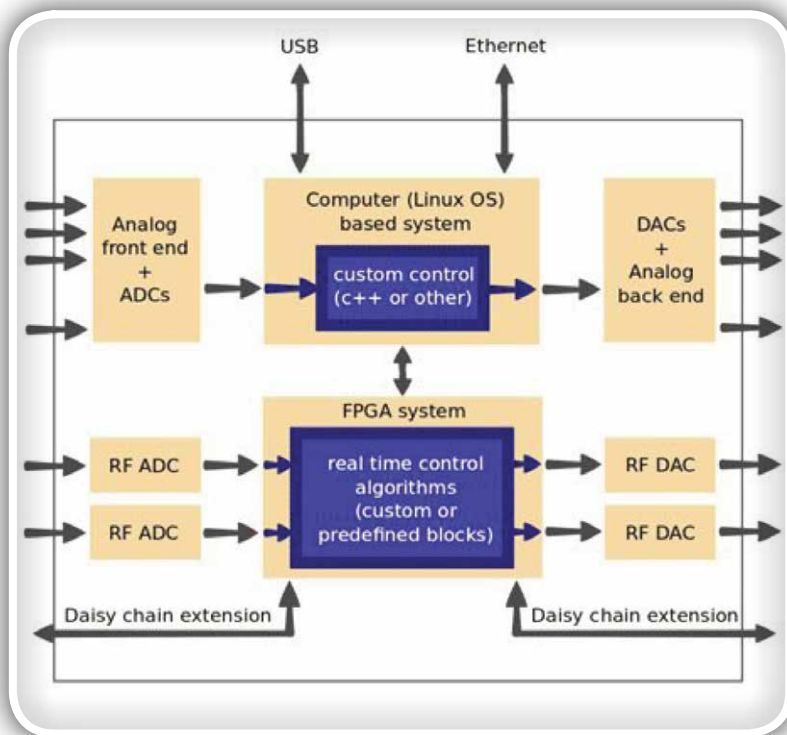 USB
Ethernet
Analog
front end
+
ADCs
Computer (Linux OS)
based system
custom control
(c++ or other)
DACs
+
Analog
back end
FPGA system
RF ADC
RF ADC
real time control
algorithms
(custom or
predefined blocks)
RF DAC
RF DAC
Daisy chain extension
Daisy chain extension